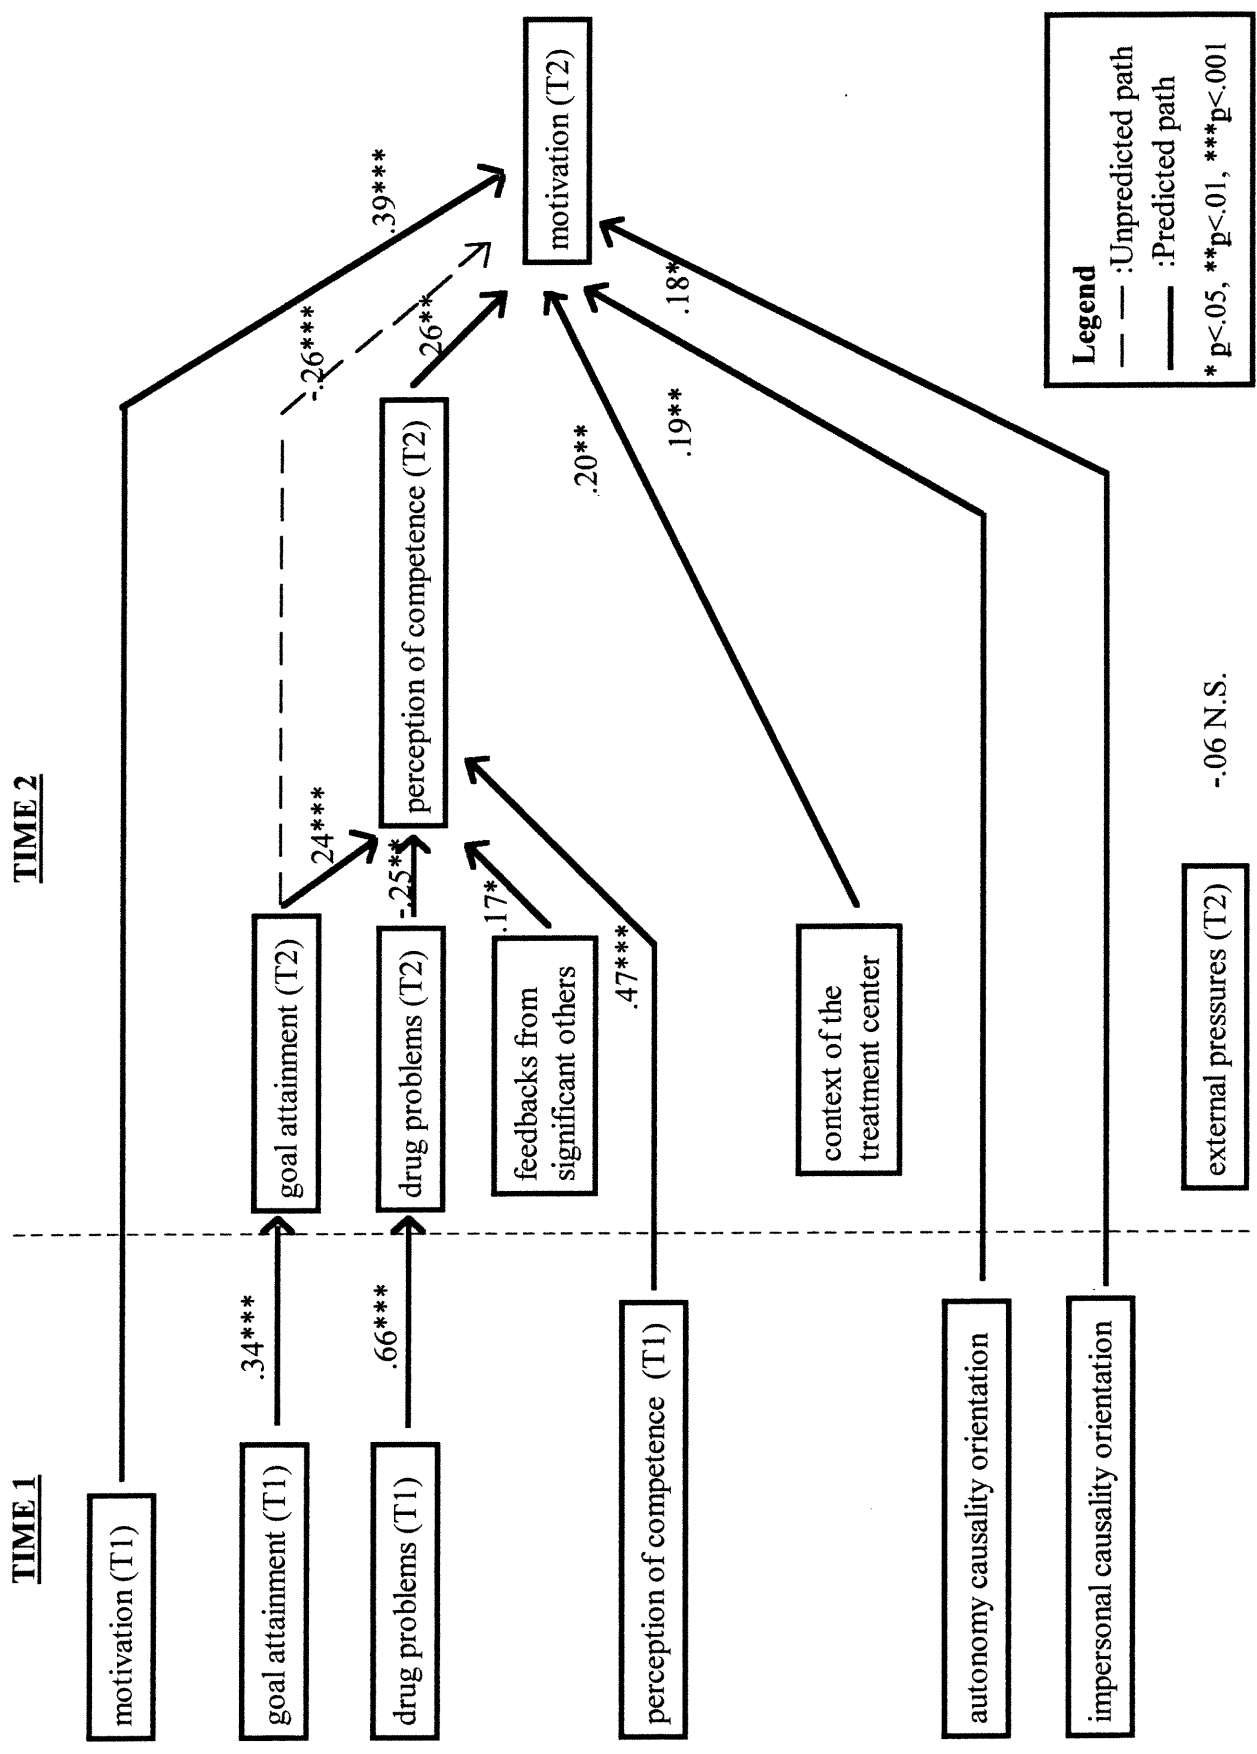 TIME 1
TIME 2
motivation (T1)
.39***
motivation (T2)
goal attainment (T1)
.34***
goal attainment (T2)
-.26***
24***
drug problems (T1)
.66***
drug problems (T2)
-.25**
perception of competence (T2)
.26**
feedbacks from
significant others
.17*
perception of competence (T1)
.47***
context of the
treatment center
.20**
autonomy causality orientation
.19**
impersonal causality orientation
.18*
external pressures (T2)
-.06 N.S.
Legend
:Unpredicted path
:Predicted path
* p<.05, **p<.01, ***p<.001